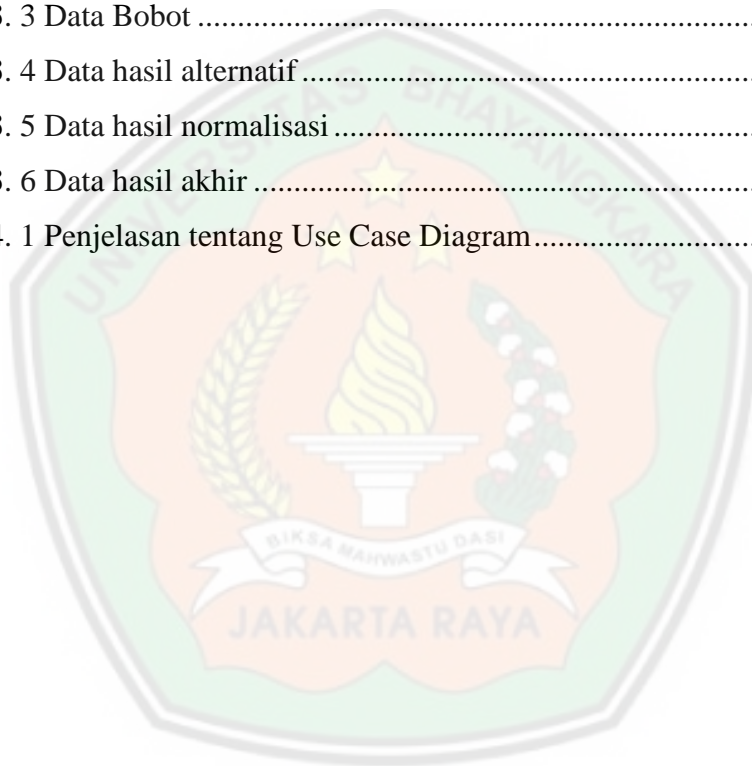 3. 3 Data Bobot ..................................................................
3. 4 Data hasil alternatif .....................................................
3. 5 Data hasil normalisasi .................................................
3. 6 Data hasil akhir ...........................................................
4. 1 Penjelasan tentang Use Case Diagram...........................
UNIVERSITAS BHAYANGKARA
BIKSA MAHWASTU DASI
JAKARTA RAYA